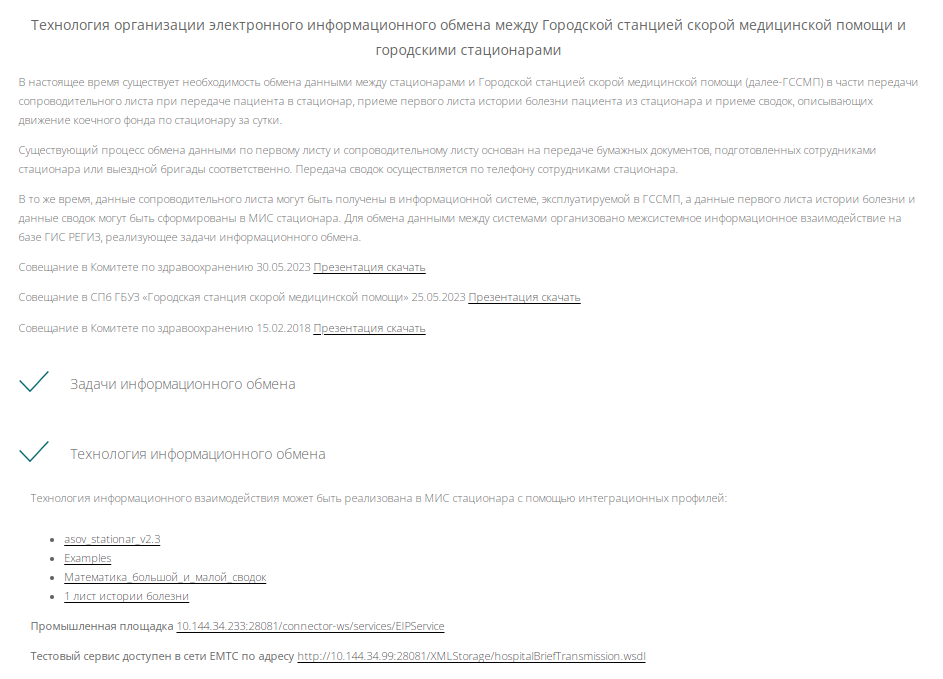 Технология организации электронного информационного обмена между Городской станцией скорой медицинской помощи и
городскими стационарами
В настоящее время существует необходимость обмена данными между стационарами и Городской станцией скорой медицинской помощи (далее-ГССМП) в части передачи
сопроводительного листа при передаче пациента в стационар, приеме первого листа истории болезни пациента из стационара и приеме сводок, описывающих
движение коечного фонда по стационару за сутки.
Существующий процесс обмена данными по первому листу и сопроводительному листу основан на передаче бумажных документов, подготовленных сотрудниками
стационара или выездной бригады соответственно. Передача сводок осуществляется по телефону сотрудниками стационара.
В то же время, данные сопроводительного листа могут быть получены в информационной системе, эксплуатируемой в ГССМП, а данные первого листа истории болезни и
данные сводок могут быть сформированы в МИС стационара. Для обмена данными между системами организовано межсистемное информационное взаимодействие на
базе ГИС РЕГИЗ, реализующее задачи информационного обмена.
Совещание в Комитете по здравоохранению 30.05.2023 Презентация скачать
Совещание в СПб ГБУЗ «Городская станция скорой медицинской помощи» 25.05.2023 Презентация скачать
Совещание в Комитете по здравоохранению 15.02.2018 Презентация скачать
Задачи информационного обмена
Технология информационного обмена
Технология информационного взаимодействия может быть реализована в МИС стационара с помощью интеграционных профилей:
• asov_stationar_v2.3
• Examples
• Математика_большой_и_малой_сводок
• 1 лист истории болезни
Промышленная площадка 10.144.34.233:28081/connector-ws/services/EIPService
Тестовый сервис доступен в сети ЕМТС по адресу http://10.144.34.99:28081/XMLStorage/hospitalBriefTransmission.wsdl